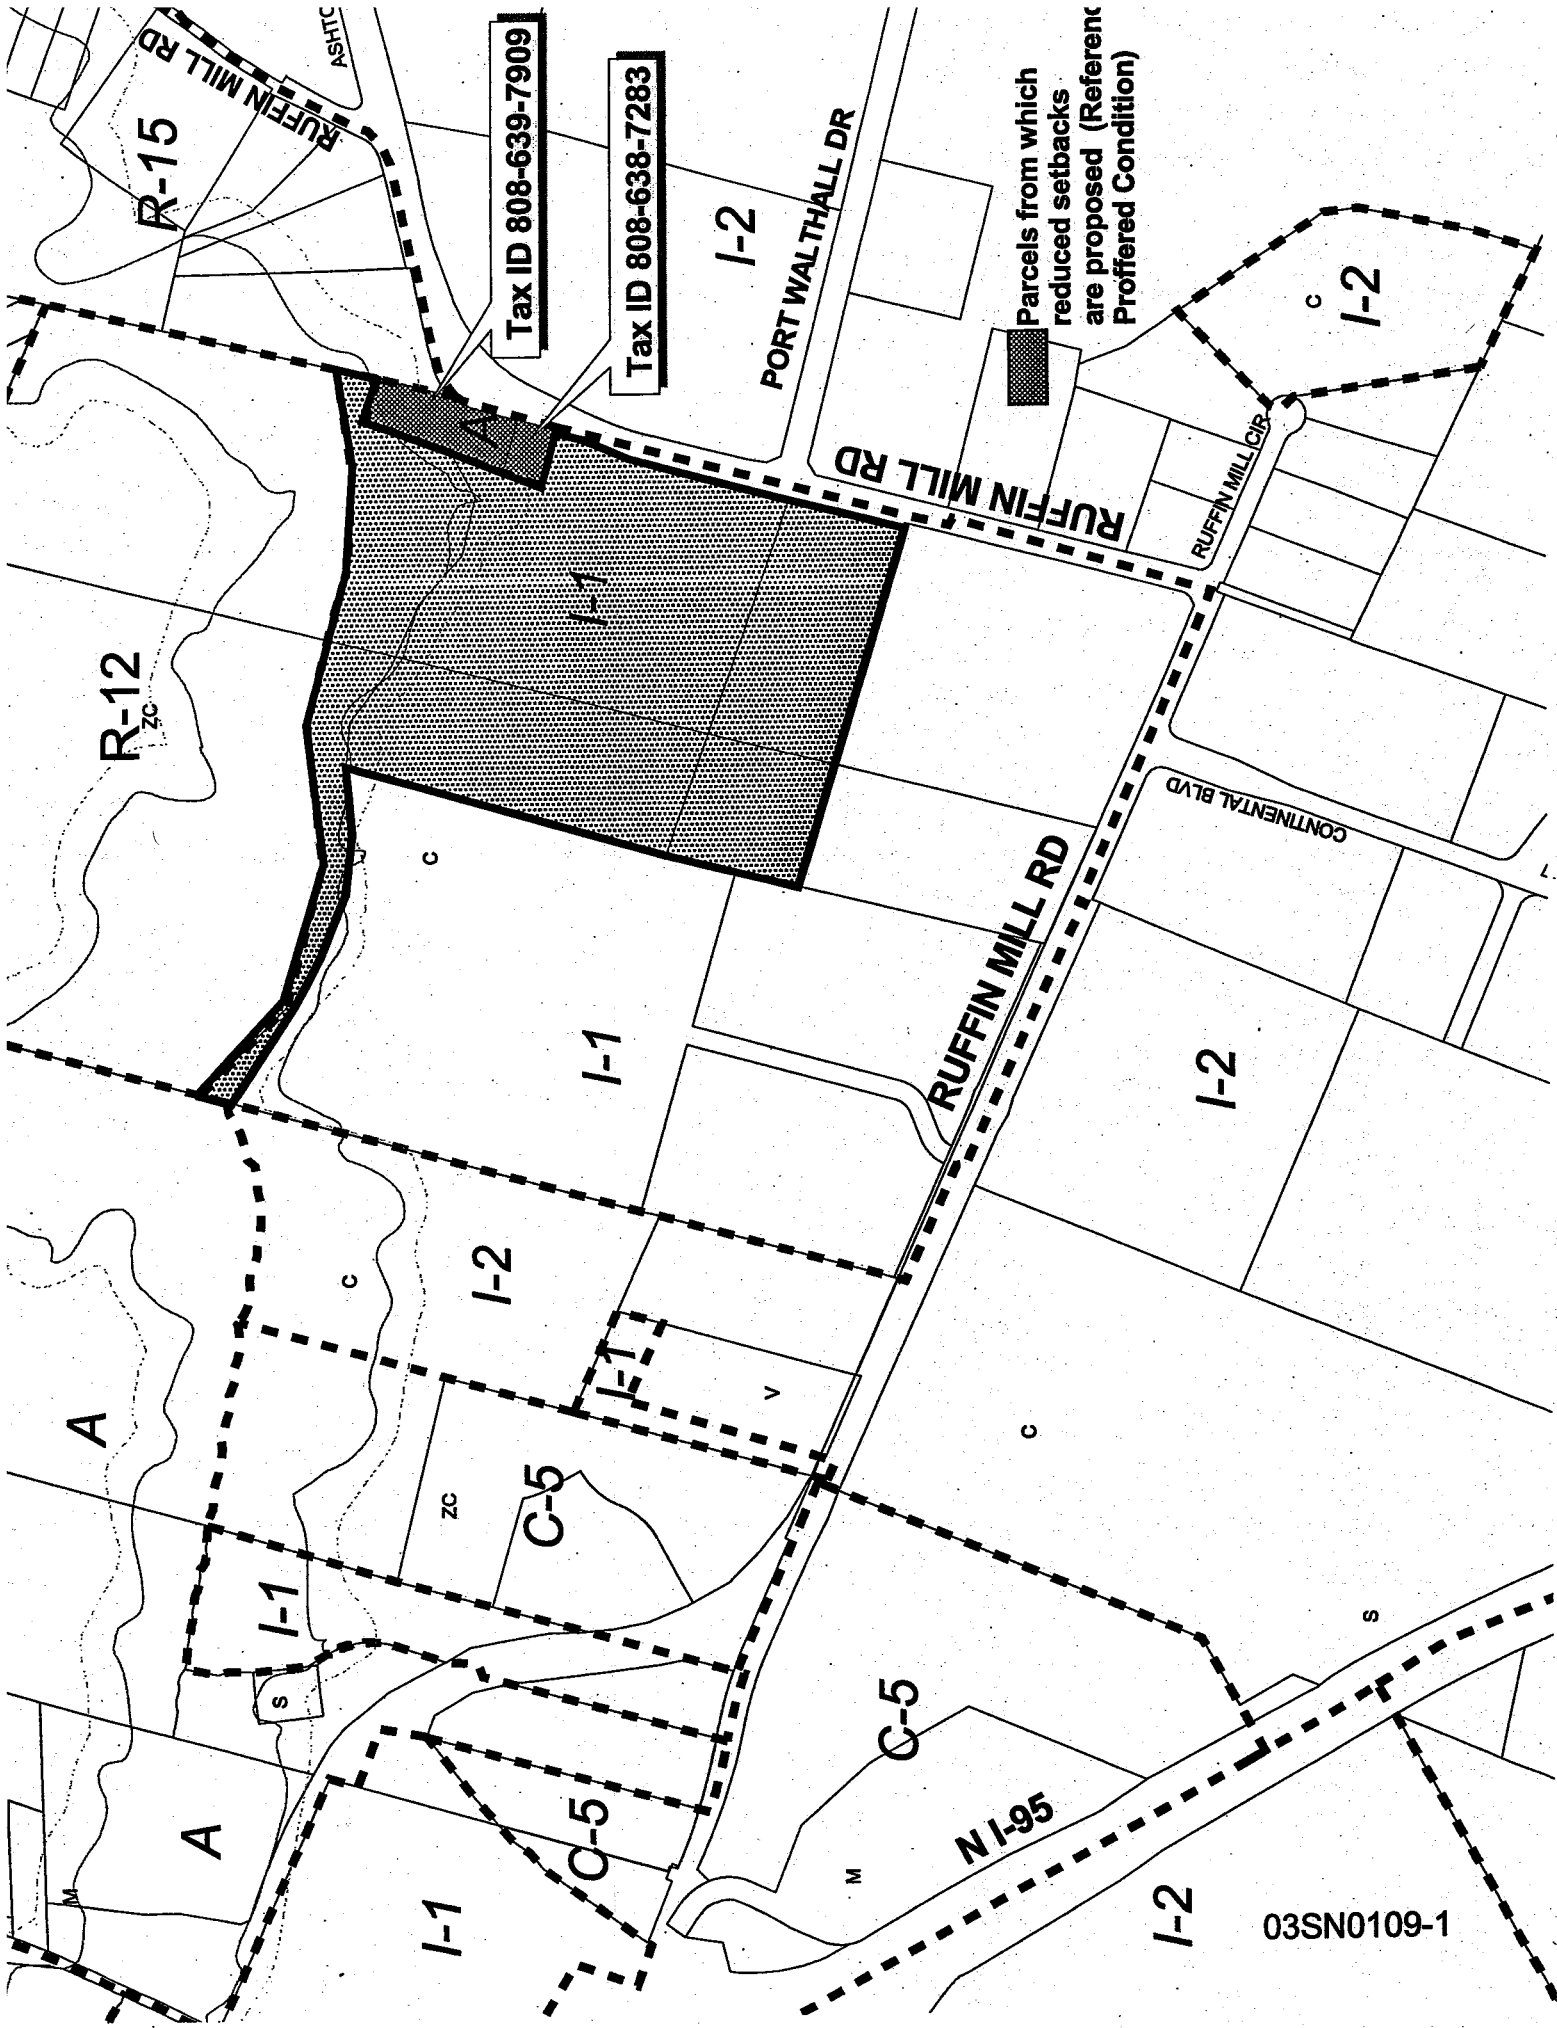 RUFFIN MILL RD
R-15
Tax ID 808-639-7909
Tax ID 808-638-7283
I-2
PORT WALTHALL DR
Parcels from which
reduced setbacks
are proposed (Referenc
Proffered Condition)
C
I-2
RUFFIN MILL CIR
RUFFIN MILL RD
A
I-1
R-12
ZC
CONTINENTAL BLVD
C
RUFFIN MILL RD
I-1
I-2
C
I-2
I-1
V
C
A
ZC
C-5
I-1
S
S
C-5
C-5
N I-95
M
A
M
I-1
I-2
03SN0109-1